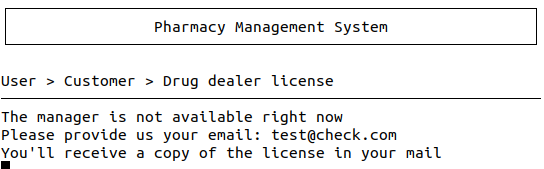 Pharmacy Management System
User > Customer > Drug dealer license
The manager is not available right now
Please provide us your email: test@check.com
You'll receive a copy of the license in your mail